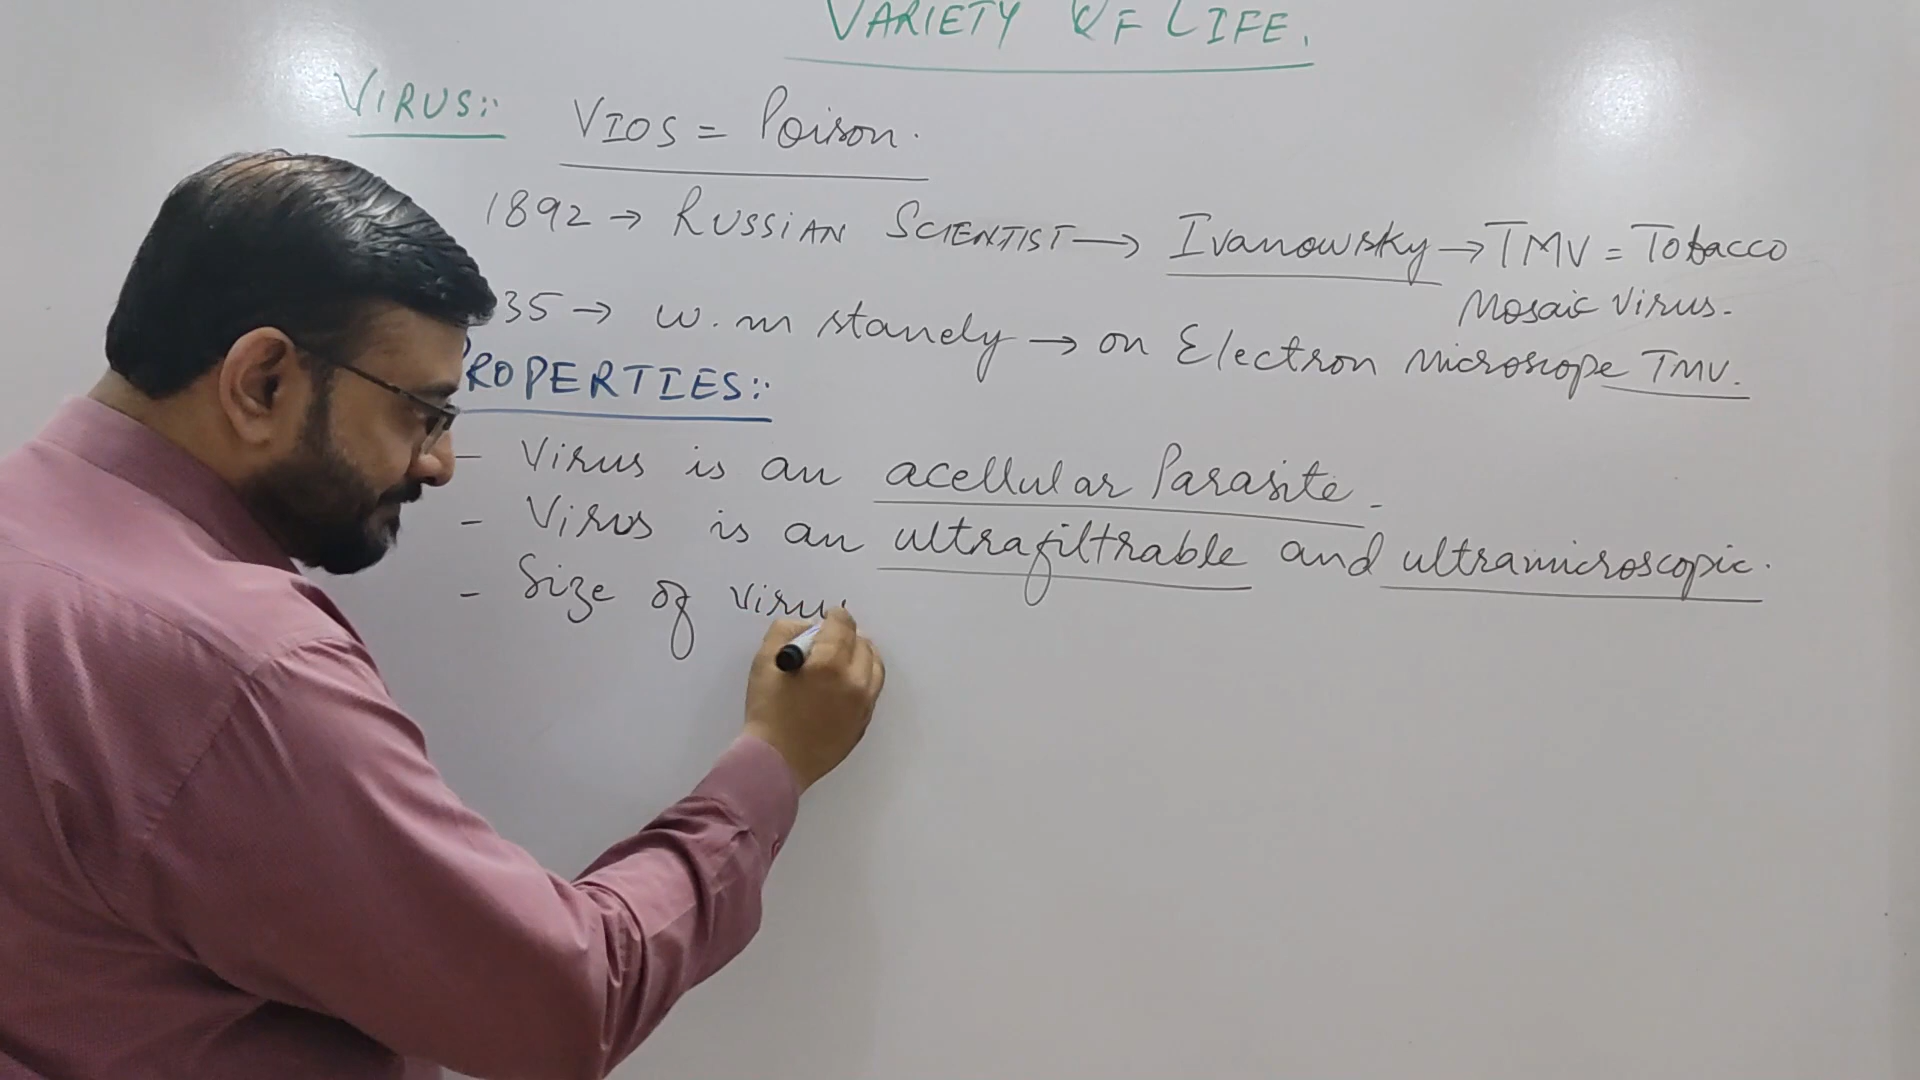 VARIETY OF LIFE.
VIRUS:: VIOS = Poison.
1892 → RUSSIAN SCIENTIST → Ivanowsky → TMV = Tobacco
Mosaic Virus.
35 → W.m stanely → on Electron Microscope TMV.
PROPERTIES::
- Virus is an acellular Parasite.
- Virus is an ultrafiltrable and ultramicroscopic.
- Size of Virus